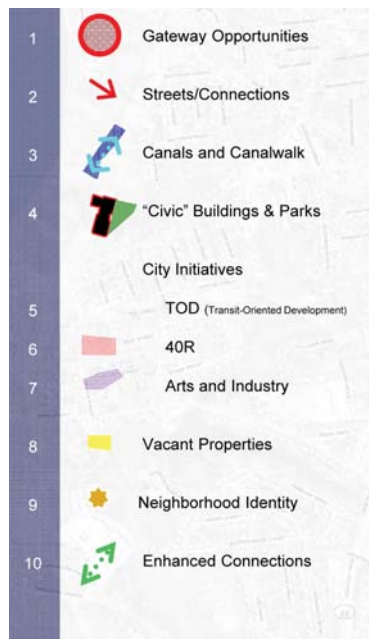 1 Gateway Opportunities
2 Streets/Connections
3 Canals and Canalwalk
4 “Civic” Buildings & Parks
City Initiatives
5 TOD (Transit-Oriented Development)
6 40R
7 Arts and Industry
8 Vacant Properties
9 Neighborhood Identity
10 Enhanced Connections